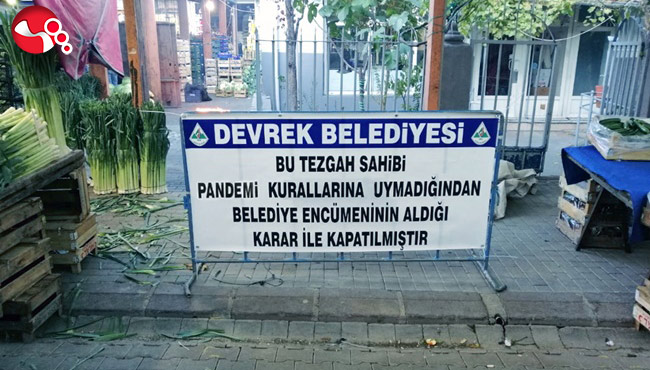 DEVREK BELEDİYESİ
BU TEZGAH SAHİBİ
PANDEMİ KURALLARINA UYMADIĞINDAN
BELEDİYE ENCÜMENİNİN ALDIĞI
KARAR İLE KAPATILMIŞTIR